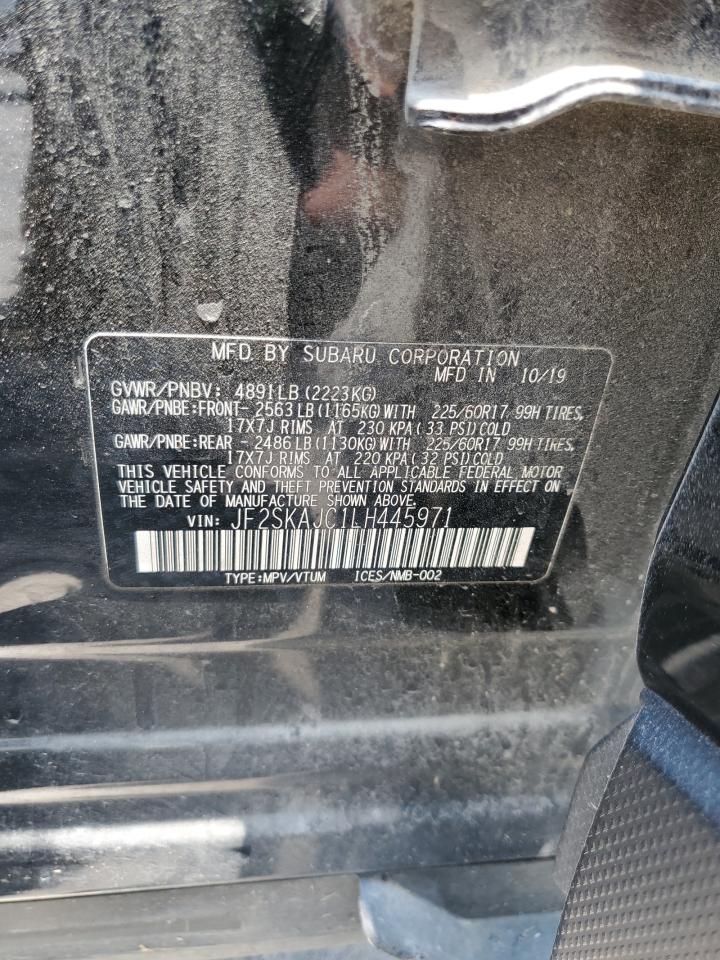 MFD. BY SUBARU CORPORATION
MFD IN 10/19
GVWR/PNBV: 4891LB (2223KG)
GAWR/PNBE:FRONT- 2563LB (1165KG) WITH 225/60R17 99H TIRES,
17X7J RIMS AT 230 KPA (33 PSI) COLD
GAWR/PNBE:REAR - 2486LB (1130KG) WITH 225/60R17 99H TIRES,
17X7J RIMS AT 220 KPA (32 PSI) COLD
THIS VEHICLE CONFORMS TO ALL APPLICABLE FEDERAL MOTOR
VEHICLE SAFETY AND THEFT PREVENTION STANDARDS IN EFFECT ON
THE DATE OF MANUFACTURE SHOWN ABOVE.
VIN: JF2SKAJC1LH445971
TYPE:MPV/VTUM ICES/NMB-002